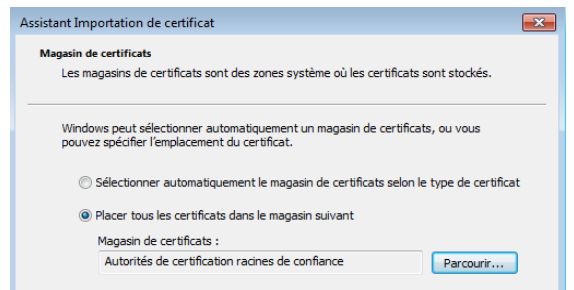 Assistant Importation de certificat
Magasin de certificats
Les magasins de certificats sont des zones système où les certificats sont stockés.
Windows peut sélectionner automatiquement un magasin de certificats, ou vous
pouvez spécifier l'emplacement du certificat.
Sélectionner automatiquement le magasin de certificats selon le type de certificat
Placer tous les certificats dans le magasin suivant
Magasin de certificats :
Autorités de certification racines de confiance
Parcourir...